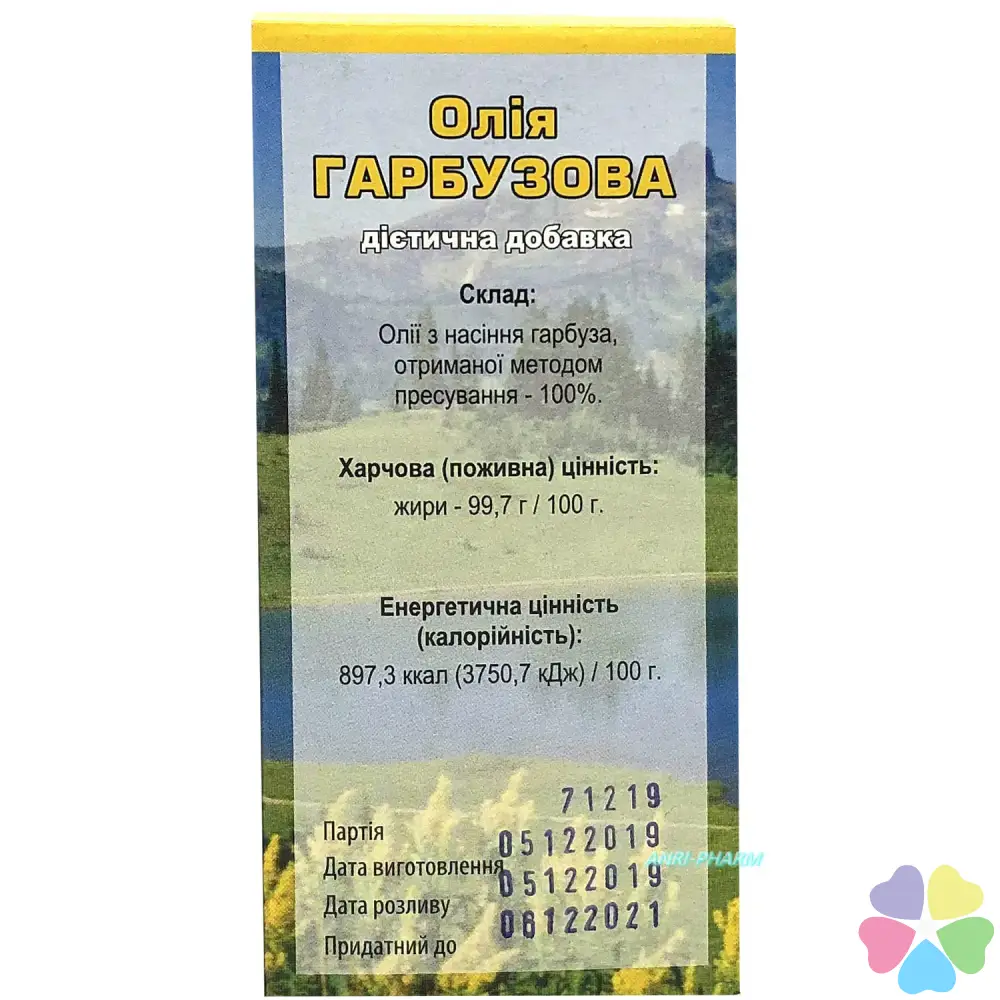 Олія
ГАРБУЗОВА
дієтична добавка
Склад:
Олії з насіння гарбуза,
отриманої методом
пресування - 100%.
Харчова (поживна) цінність:
жири - 99,7 г / 100 г.
Енергетична цінність
(калорійність):
897,3 ккал (3750,7 кДж) / 100 г.
Партія 71219
Дата виготовлення 05122019
Дата розливу 05122019
Придатний до 06122021
ANRI-PHARM